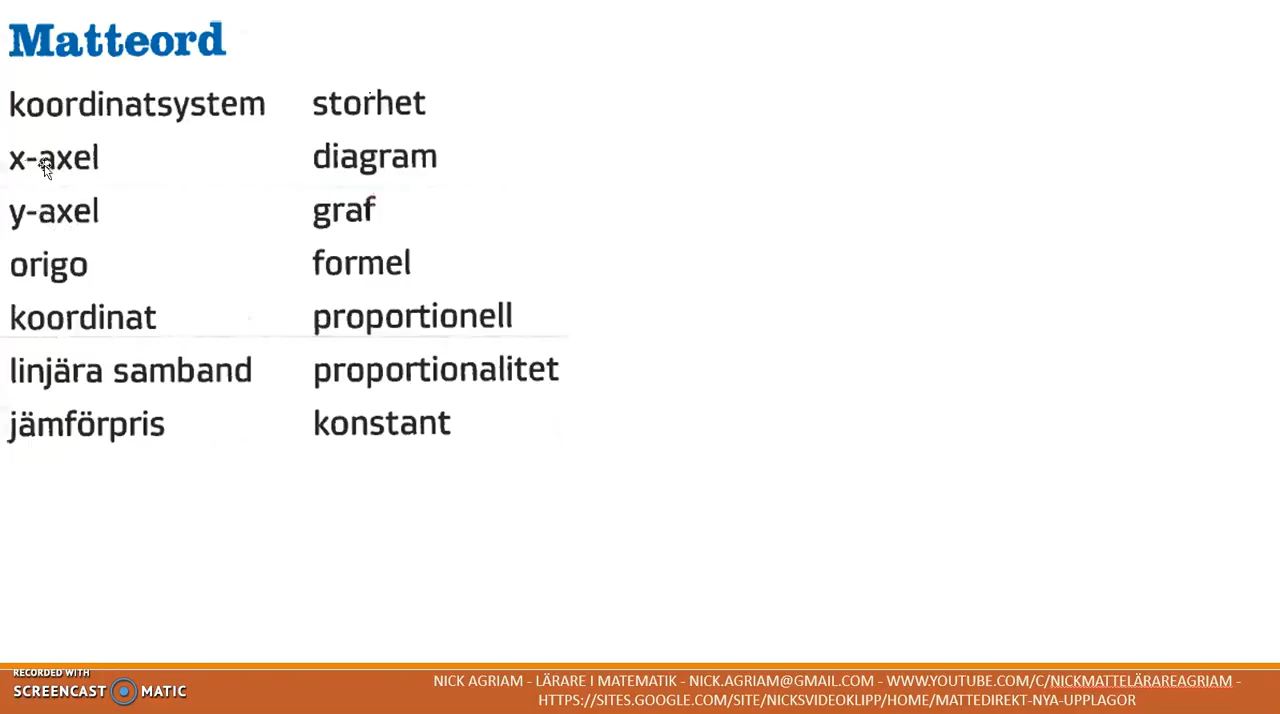 Matteord
koordinatsystem
x-axel
y-axel
origo
koordinat
linjära samband
jämförpris
storhet
diagram
graf
formel
proportionell
proportionalitet
konstant
RECORDED WITH
SCREENCAST MATIC
NICK AGRIAM - LÄRARE I MATEMATIK - NICK.AGRIAM@GMAIL.COM - WWW.YOUTUBE.COM/C/NICKMATTELÄRAREAGRIAM -
HTTPS://SITES.GOOGLE.COM/SITE/NICKSVIDEOKLIPP/HOME/MATTEDIREKT-NYA-UPPLAGOR